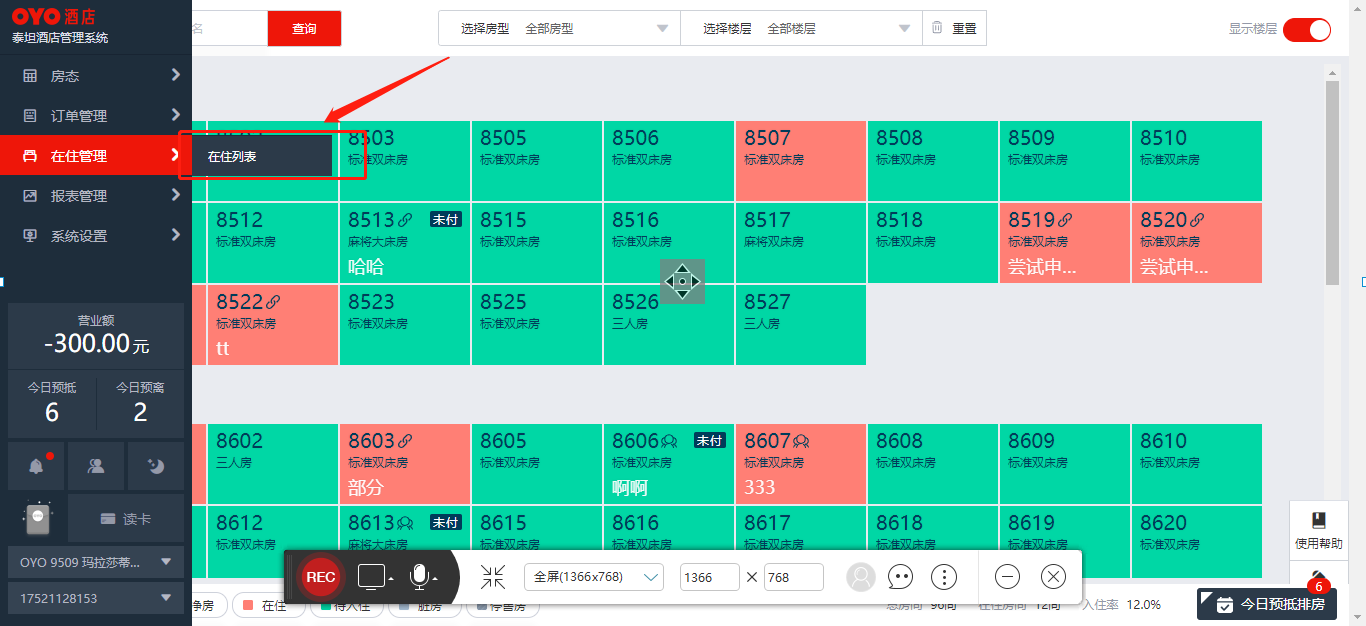 OYO 酒店
泰坦酒店管理系统
名
查询
选择房型 全部房型
选择楼层 全部楼层
重置
显示楼层
房态
订单管理
在住管理
在住列表
报表管理
系统设置
营业额
-300.00元
今日预抵
6
今日预离
2
读卡
OYO 9509 玛拉莎蒂...
17521128153
8503
标准双床房
8505
标准双床房
8506
标准双床房
8507
标准双床房
8508
标准双床房
8509
标准双床房
8510
标准双床房
8512
标准双床房
8513 未付
麻将大床房
哈哈
8515
标准双床房
8516
标准双床房
8517
麻将双床房
8518
标准双床房
8519
标准双床房
尝试申...
8520
标准双床房
尝试申...
8522
标准双床房
tt
8523
标准双床房
8525
标准双床房
8526
三人房
8527
三人房
8602
三人房
8603
标准双床房
部分
8605
标准双床房
8606 未付
标准双床房
啊啊
8607
标准双床房
333
8608
标准双床房
8609
标准双床房
8610
标准双床房
8612
标准双床房
8613 未付
麻将大床房
8615
标准双床房
8616
标准双床房
8617
标准双床房
8618
标准双床房
8619
标准双床房
8620
标准双床房
REC
全屏(1366x768)
1366
768
使用帮助
净房
在住
待入住
脏房
停售房
总房间 96间
在住房间 12间
入住率 12.0%
6
今日预抵排房